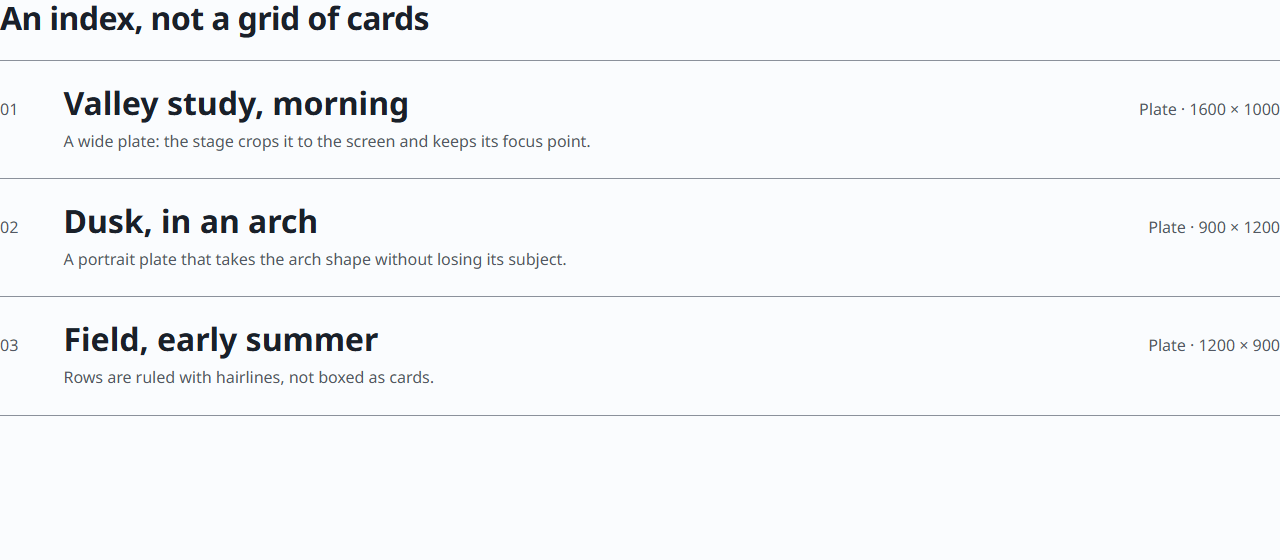 An index, not a grid of cards
01
Valley study, morning
Plate · 1600 × 1000
A wide plate: the stage crops it to the screen and keeps its focus point.
02
Dusk, in an arch
Plate · 900 × 1200
A portrait plate that takes the arch shape without losing its subject.
03
Field, early summer
Plate · 1200 × 900
Rows are ruled with hairlines, not boxed as cards.